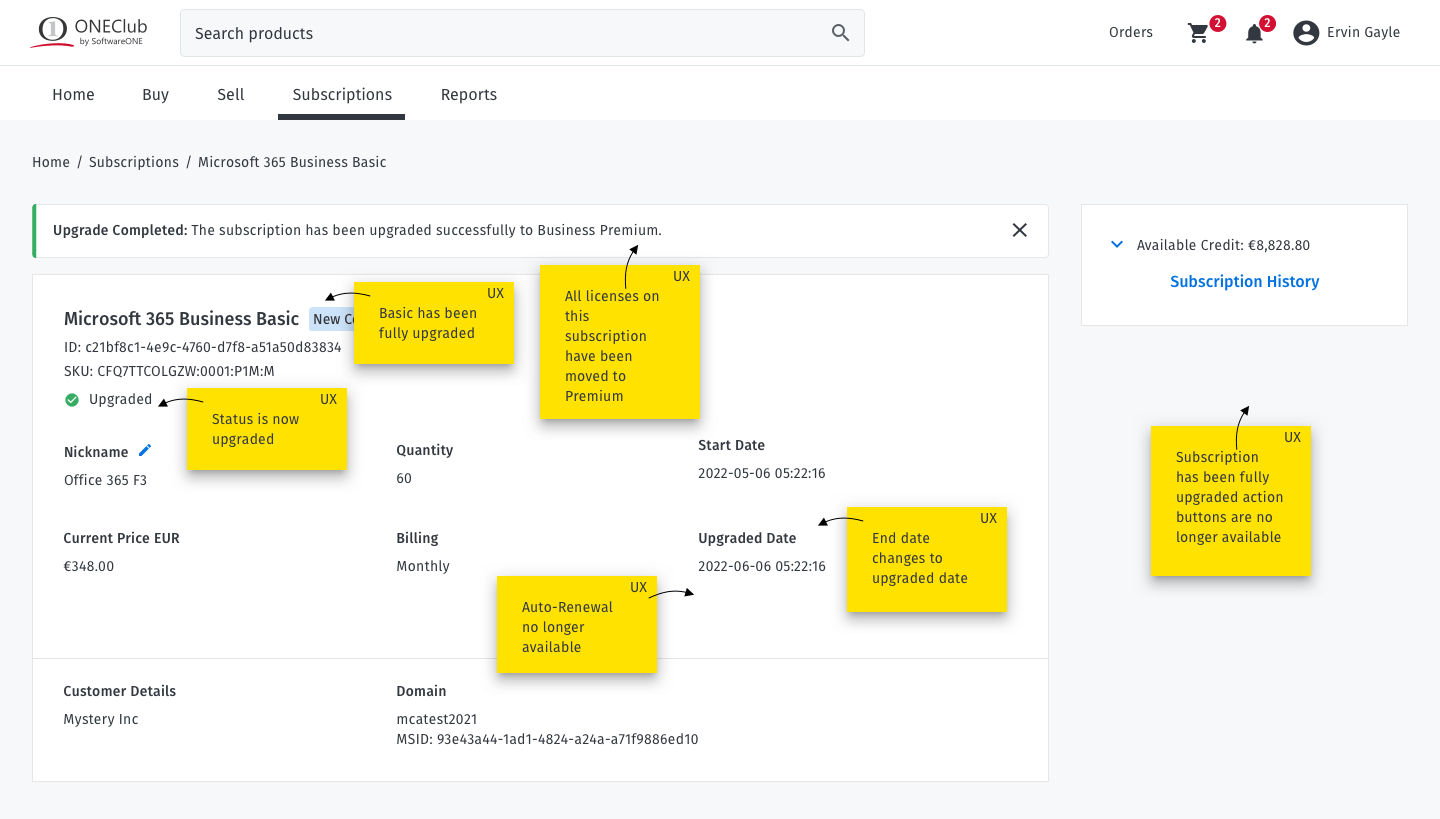 ONEClub
by SoftwareONE
Search products
Orders
2
2
Ervin Gayle
Home
Buy
Sell
Subscriptions
Reports
Home / Subscriptions / Microsoft 365 Business Basic
Upgrade Completed: The subscription has been upgraded successfully to Business Premium.
Available Credit: €8,828.80
Subscription History
UX
All licenses on
this
subscription
have been
moved to
Premium
UX
Basic has been
fully upgraded
Microsoft 365 Business Basic
New
ID: c21bf8c1-4e9c-4760-d7f8-a51a50d83834
SKU: CFQ7TTCOLGZW:0001:P1M:M
Upgraded
UX
Status is now
upgraded
Nickname
Office 365 F3
Quantity
60
Start Date
2022-05-06 05:22:16
UX
Subscription
has been fully
upgraded action
buttons are no
longer available
Current Price EUR
€348.00
Billing
Monthly
Upgraded Date
2022-06-06 05:22:16
UX
End date
changes to
upgraded date
UX
Auto-Renewal
no longer
available
Customer Details
Mystery Inc
Domain
mcatest2021
MSID: 93e43a44-1ad1-4824-a24a-a71f9886ed10